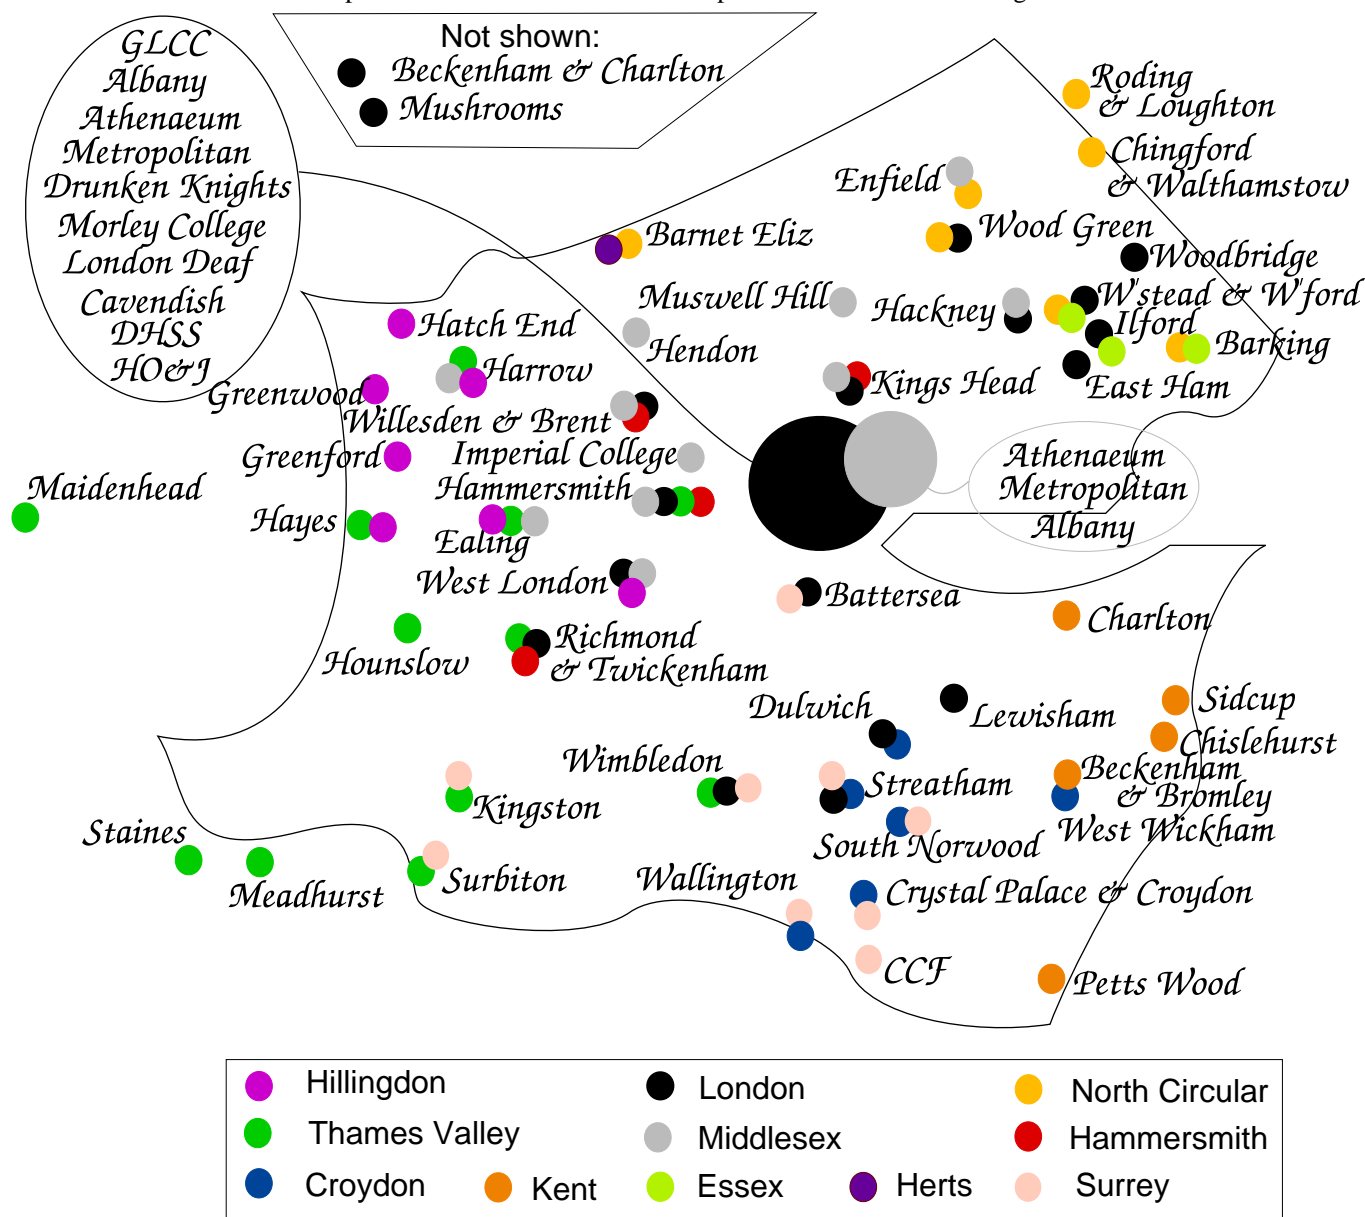 GLCC
Albany
Athenaeum
Metropolitan
Drunken Knights
Morley College
London Deaf
Cavendish
DHSS
HO&J
Not shown:
Beckenham & Charlton
Mushrooms
Roding
& Loughton
Chingford
& Walthamstow
Enfield
Wood Green
Barnet Eliz
Woodbridge
Muswell Hill
Hackney
W'stead & W'ford
Ilford
Barking
Hatch End
Hendon
Harrow
Kings Head
East Ham
Greenwood
Willesden & Brent
Greenford
Imperial College
Athenaeum
Metropolitan
Albany
Maidenhead
Hammersmith
Hayes
Ealing
West London
Battersea
Charlton
Hounslow
Richmond
& Twickenham
Dulwich
Lewisham
Sidcup
Chislehurst
Wimbledon
Streatham
Beckenham
& Bromley
West Wickham
Kingston
Staines
South Norwood
Meadhurst
Surbiton
Wallington
Crystal Palace & Croydon
CCF
Petts Wood
Hillingdon
London
North Circular
Thames Valley
Middlesex
Hammersmith
Croydon
Kent
Essex
Herts
Surrey